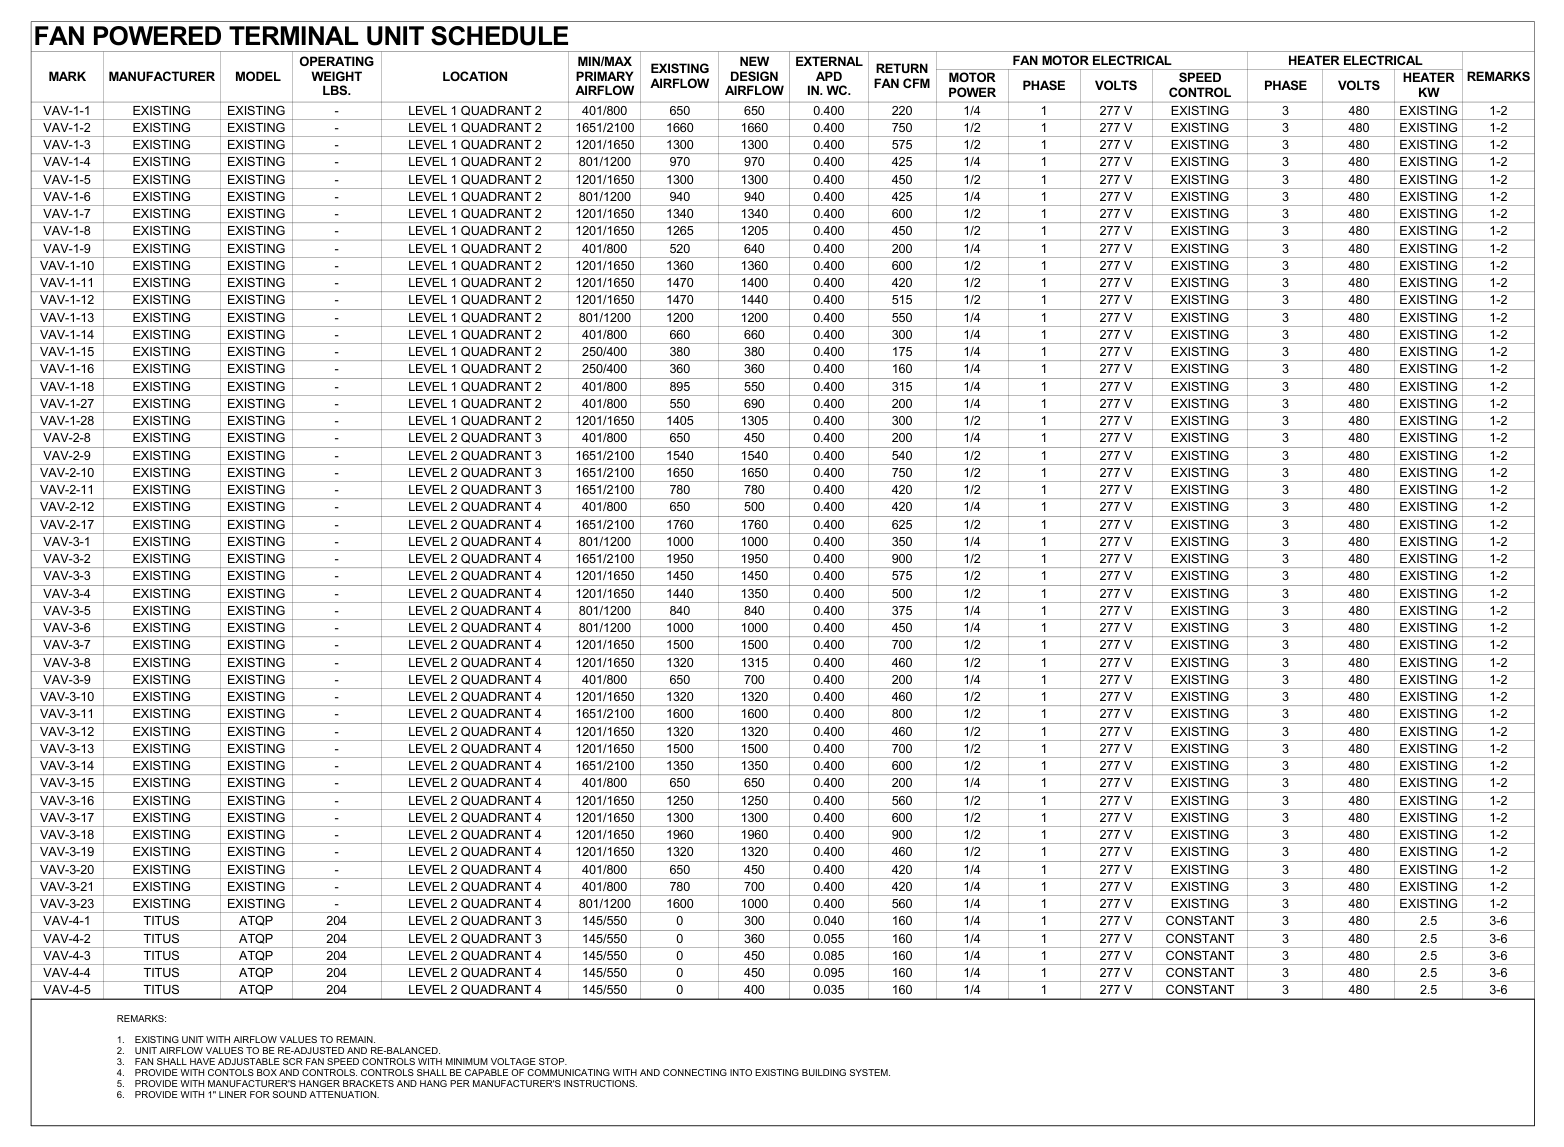 FAN POWERED TERMINAL UNIT SCHEDULE
MARK MANUFACTURER MODEL OPERATING WEIGHT LBS. LOCATION MIN/MAX PRIMARY AIRFLOW EXISTING AIRFLOW NEW DESIGN AIRFLOW EXTERNAL APD IN. WC. RETURN FAN CFM FAN MOTOR ELECTRICAL HEATER ELECTRICAL REMARKS
MOTOR POWER PHASE VOLTS SPEED CONTROL PHASE VOLTS HEATER KW
VAV-1-1 EXISTING EXISTING - LEVEL 1 QUADRANT 2 401/800 650 650 0.400 220 1/4 1 277 V EXISTING 3 480 EXISTING 1-2
VAV-1-2 EXISTING EXISTING - LEVEL 1 QUADRANT 2 1651/2100 1660 1660 0.400 750 1/2 1 277 V EXISTING 3 480 EXISTING 1-2
VAV-1-3 EXISTING EXISTING - LEVEL 1 QUADRANT 2 1201/1650 1300 1300 0.400 575 1/2 1 277 V EXISTING 3 480 EXISTING 1-2
VAV-1-4 EXISTING EXISTING - LEVEL 1 QUADRANT 2 801/1200 970 970 0.400 425 1/4 1 277 V EXISTING 3 480 EXISTING 1-2
VAV-1-5 EXISTING EXISTING - LEVEL 1 QUADRANT 2 1201/1650 1300 1300 0.400 450 1/2 1 277 V EXISTING 3 480 EXISTING 1-2
VAV-1-6 EXISTING EXISTING - LEVEL 1 QUADRANT 2 801/1200 940 940 0.400 425 1/4 1 277 V EXISTING 3 480 EXISTING 1-2
VAV-1-7 EXISTING EXISTING - LEVEL 1 QUADRANT 2 1201/1650 1340 1340 0.400 600 1/2 1 277 V EXISTING 3 480 EXISTING 1-2
VAV-1-8 EXISTING EXISTING - LEVEL 1 QUADRANT 2 1201/1650 1265 1205 0.400 450 1/2 1 277 V EXISTING 3 480 EXISTING 1-2
VAV-1-9 EXISTING EXISTING - LEVEL 1 QUADRANT 2 401/800 520 640 0.400 200 1/4 1 277 V EXISTING 3 480 EXISTING 1-2
VAV-1-10 EXISTING EXISTING - LEVEL 1 QUADRANT 2 1201/1650 1360 1360 0.400 600 1/2 1 277 V EXISTING 3 480 EXISTING 1-2
VAV-1-11 EXISTING EXISTING - LEVEL 1 QUADRANT 2 1201/1650 1470 1400 0.400 420 1/2 1 277 V EXISTING 3 480 EXISTING 1-2
VAV-1-12 EXISTING EXISTING - LEVEL 1 QUADRANT 2 1201/1650 1470 1440 0.400 515 1/2 1 277 V EXISTING 3 480 EXISTING 1-2
VAV-1-13 EXISTING EXISTING - LEVEL 1 QUADRANT 2 801/1200 1200 1200 0.400 550 1/4 1 277 V EXISTING 3 480 EXISTING 1-2
VAV-1-14 EXISTING EXISTING - LEVEL 1 QUADRANT 2 401/800 660 660 0.400 300 1/4 1 277 V EXISTING 3 480 EXISTING 1-2
VAV-1-15 EXISTING EXISTING - LEVEL 1 QUADRANT 2 250/400 380 380 0.400 175 1/4 1 277 V EXISTING 3 480 EXISTING 1-2
VAV-1-16 EXISTING EXISTING - LEVEL 1 QUADRANT 2 250/400 360 360 0.400 160 1/4 1 277 V EXISTING 3 480 EXISTING 1-2
VAV-1-18 EXISTING EXISTING - LEVEL 1 QUADRANT 2 401/800 895 550 0.400 315 1/4 1 277 V EXISTING 3 480 EXISTING 1-2
VAV-1-27 EXISTING EXISTING - LEVEL 1 QUADRANT 2 401/800 550 690 0.400 200 1/4 1 277 V EXISTING 3 480 EXISTING 1-2
VAV-1-28 EXISTING EXISTING - LEVEL 1 QUADRANT 2 1201/1650 1405 1305 0.400 300 1/2 1 277 V EXISTING 3 480 EXISTING 1-2
VAV-2-8 EXISTING EXISTING - LEVEL 2 QUADRANT 3 401/800 650 450 0.400 200 1/4 1 277 V EXISTING 3 480 EXISTING 1-2
VAV-2-9 EXISTING EXISTING - LEVEL 2 QUADRANT 3 1651/2100 1540 1540 0.400 540 1/2 1 277 V EXISTING 3 480 EXISTING 1-2
VAV-2-10 EXISTING EXISTING - LEVEL 2 QUADRANT 3 1651/2100 1650 1650 0.400 750 1/2 1 277 V EXISTING 3 480 EXISTING 1-2
VAV-2-11 EXISTING EXISTING - LEVEL 2 QUADRANT 3 1651/2100 780 780 0.400 420 1/2 1 277 V EXISTING 3 480 EXISTING 1-2
VAV-2-12 EXISTING EXISTING - LEVEL 2 QUADRANT 4 401/800 650 500 0.400 420 1/4 1 277 V EXISTING 3 480 EXISTING 1-2
VAV-2-17 EXISTING EXISTING - LEVEL 2 QUADRANT 4 1651/2100 1760 1760 0.400 625 1/2 1 277 V EXISTING 3 480 EXISTING 1-2
VAV-3-1 EXISTING EXISTING - LEVEL 2 QUADRANT 4 801/1200 1000 1000 0.400 350 1/4 1 277 V EXISTING 3 480 EXISTING 1-2
VAV-3-2 EXISTING EXISTING - LEVEL 2 QUADRANT 4 1651/2100 1950 1950 0.400 900 1/2 1 277 V EXISTING 3 480 EXISTING 1-2
VAV-3-3 EXISTING EXISTING - LEVEL 2 QUADRANT 4 1201/1650 1450 1450 0.400 575 1/2 1 277 V EXISTING 3 480 EXISTING 1-2
VAV-3-4 EXISTING EXISTING - LEVEL 2 QUADRANT 4 1201/1650 1440 1350 0.400 500 1/2 1 277 V EXISTING 3 480 EXISTING 1-2
VAV-3-5 EXISTING EXISTING - LEVEL 2 QUADRANT 4 801/1200 840 840 0.400 375 1/4 1 277 V EXISTING 3 480 EXISTING 1-2
VAV-3-6 EXISTING EXISTING - LEVEL 2 QUADRANT 4 801/1200 1000 1000 0.400 450 1/4 1 277 V EXISTING 3 480 EXISTING 1-2
VAV-3-7 EXISTING EXISTING - LEVEL 2 QUADRANT 4 1201/1650 1500 1500 0.400 700 1/2 1 277 V EXISTING 3 480 EXISTING 1-2
VAV-3-8 EXISTING EXISTING - LEVEL 2 QUADRANT 4 1201/1650 1320 1315 0.400 460 1/2 1 277 V EXISTING 3 480 EXISTING 1-2
VAV-3-9 EXISTING EXISTING - LEVEL 2 QUADRANT 4 401/800 650 700 0.400 200 1/4 1 277 V EXISTING 3 480 EXISTING 1-2
VAV-3-10 EXISTING EXISTING - LEVEL 2 QUADRANT 4 1201/1650 1320 1320 0.400 460 1/2 1 277 V EXISTING 3 480 EXISTING 1-2
VAV-3-11 EXISTING EXISTING - LEVEL 2 QUADRANT 4 1651/2100 1600 1600 0.400 800 1/2 1 277 V EXISTING 3 480 EXISTING 1-2
VAV-3-12 EXISTING EXISTING - LEVEL 2 QUADRANT 4 1201/1650 1320 1320 0.400 460 1/2 1 277 V EXISTING 3 480 EXISTING 1-2
VAV-3-13 EXISTING EXISTING - LEVEL 2 QUADRANT 4 1201/1650 1500 1500 0.400 700 1/2 1 277 V EXISTING 3 480 EXISTING 1-2
VAV-3-14 EXISTING EXISTING - LEVEL 2 QUADRANT 4 1651/2100 1350 1350 0.400 600 1/2 1 277 V EXISTING 3 480 EXISTING 1-2
VAV-3-15 EXISTING EXISTING - LEVEL 2 QUADRANT 4 401/800 650 650 0.400 200 1/4 1 277 V EXISTING 3 480 EXISTING 1-2
VAV-3-16 EXISTING EXISTING - LEVEL 2 QUADRANT 4 1201/1650 1250 1250 0.400 560 1/2 1 277 V EXISTING 3 480 EXISTING 1-2
VAV-3-17 EXISTING EXISTING - LEVEL 2 QUADRANT 4 1201/1650 1300 1300 0.400 600 1/2 1 277 V EXISTING 3 480 EXISTING 1-2
VAV-3-18 EXISTING EXISTING - LEVEL 2 QUADRANT 4 1201/1650 1960 1960 0.400 900 1/2 1 277 V EXISTING 3 480 EXISTING 1-2
VAV-3-19 EXISTING EXISTING - LEVEL 2 QUADRANT 4 1201/1650 1320 1320 0.400 460 1/2 1 277 V EXISTING 3 480 EXISTING 1-2
VAV-3-20 EXISTING EXISTING - LEVEL 2 QUADRANT 4 401/800 650 450 0.400 420 1/4 1 277 V EXISTING 3 480 EXISTING 1-2
VAV-3-21 EXISTING EXISTING - LEVEL 2 QUADRANT 4 401/800 780 700 0.400 420 1/4 1 277 V EXISTING 3 480 EXISTING 1-2
VAV-3-23 EXISTING EXISTING - LEVEL 2 QUADRANT 4 801/1200 1600 1000 0.400 560 1/4 1 277 V EXISTING 3 480 EXISTING 1-2
VAV-4-1 TITUS ATQP 204 LEVEL 2 QUADRANT 3 145/550 0 300 0.040 160 1/4 1 277 V CONSTANT 3 480 2.5 3-6
VAV-4-2 TITUS ATQP 204 LEVEL 2 QUADRANT 3 145/550 0 360 0.055 160 1/4 1 277 V CONSTANT 3 480 2.5 3-6
VAV-4-3 TITUS ATQP 204 LEVEL 2 QUADRANT 4 145/550 0 450 0.085 160 1/4 1 277 V CONSTANT 3 480 2.5 3-6
VAV-4-4 TITUS ATQP 204 LEVEL 2 QUADRANT 4 145/550 0 450 0.095 160 1/4 1 277 V CONSTANT 3 480 2.5 3-6
VAV-4-5 TITUS ATQP 204 LEVEL 2 QUADRANT 4 145/550 0 400 0.035 160 1/4 1 277 V CONSTANT 3 480 2.5 3-6
REMARKS:
1. EXISTING UNIT WITH AIRFLOW VALUES TO REMAIN.
2. UNIT AIRFLOW VALUES TO BE RE-ADJUSTED AND RE-BALANCED.
3. FAN SHALL HAVE ADJUSTABLE SCR FAN SPEED CONTROLS WITH MINIMUM VOLTAGE STOP.
4. PROVIDE WITH CONTOLS BOX AND CONTROLS. CONTROLS SHALL BE CAPABLE OF COMMUNICATING WITH AND CONNECTING INTO EXISTING BUILDING SYSTEM.
5. PROVIDE WITH MANUFACTURER'S HANGER BRACKETS AND HANG PER MANUFACTURER'S INSTRUCTIONS.
6. PROVIDE WITH 1" LINER FOR SOUND ATTENUATION.